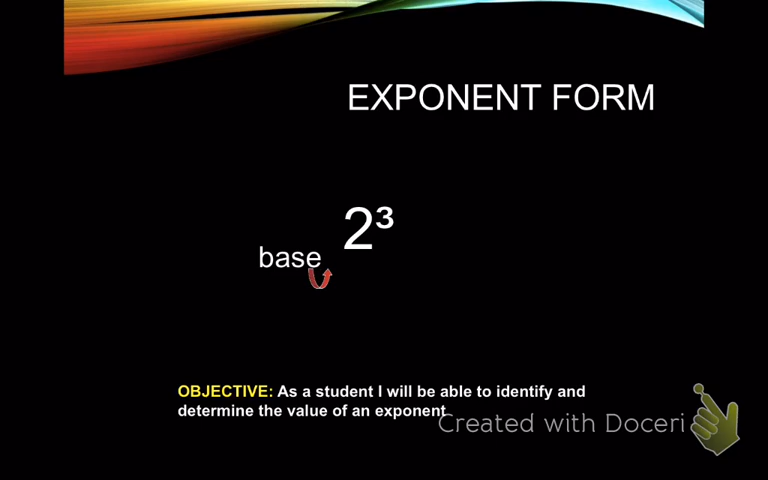 EXPONENT FORM
2³
base
OBJECTIVE: As a student I will be able to identify and
determine the value of an exponent
Created with Doceri